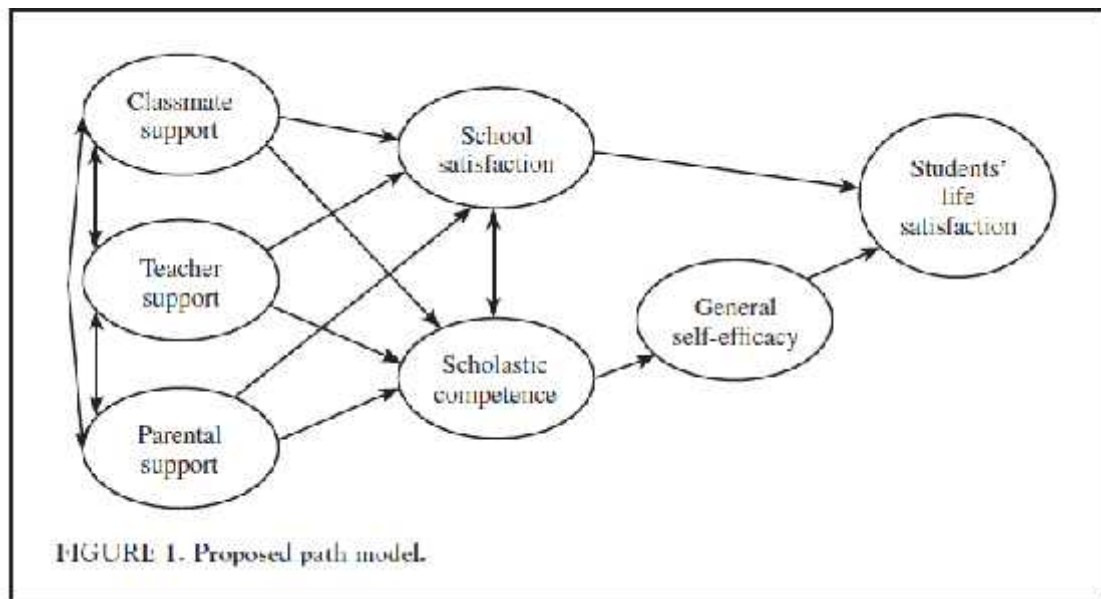 Classmate
support
School
satisfaction
Students’
life
satisfaction
Teacher
support
General
self-efficacy
Scholastic
competence
Parental
support
FIGURE 1. Proposed path model.